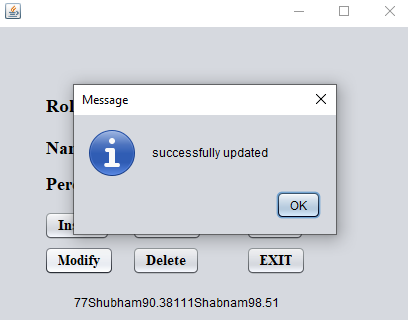 Message
successfully updated
OK
Modify Delete EXIT
77Shubham90.38111Shabnam98.51